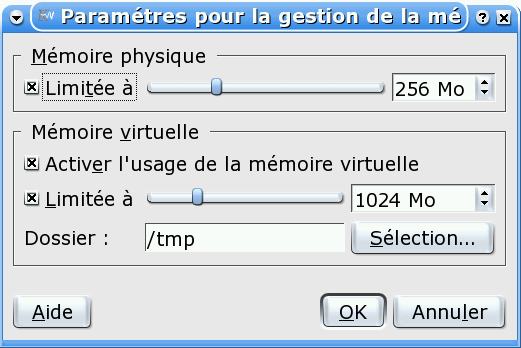 Paramétres pour la gestion de la mé
Mémoire physique
Limitée à 256 Mo
Mémoire virtuelle
Activer l'usage de la mémoire virtuelle
Limitée à 1024 Mo
Dossier : /tmp Sélection...
Aide OK Annuler